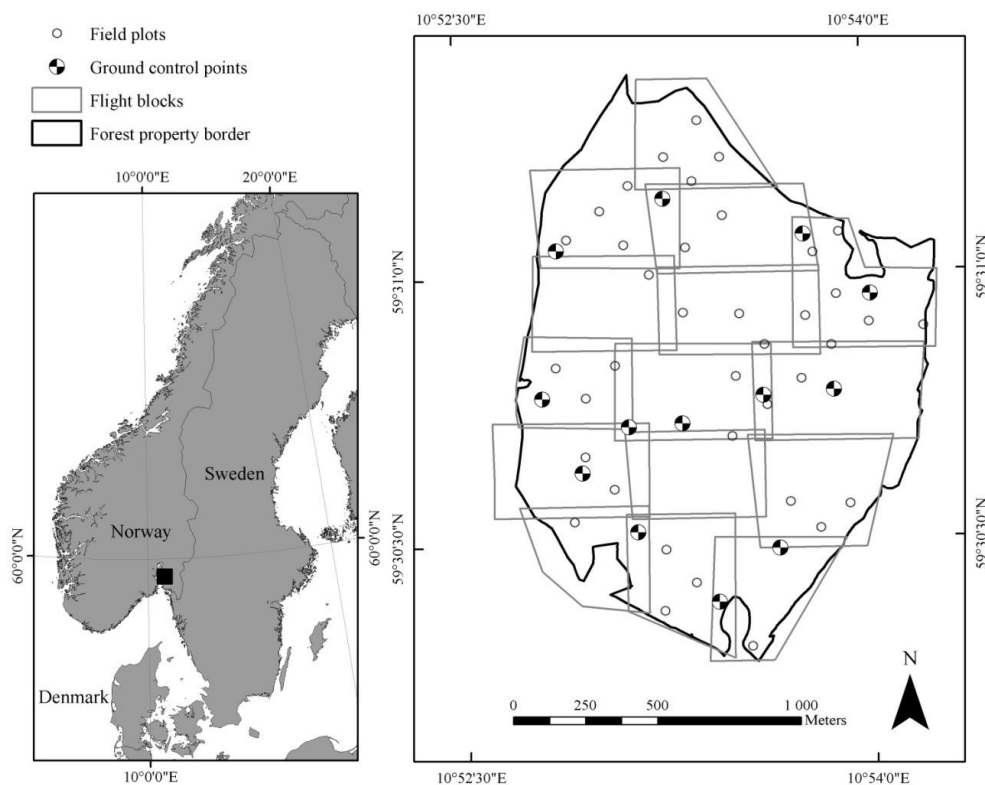 Field plots
Ground control points
Flight blocks
Forest property border
10°0'0"E 20°0'0"E
60°0'0"N
Sweden
Norway
60°0'0"N
Denmark
10°0'0"E
10°52'30"E 10°54'0"E
59°31'0"N
59°31'0"N
59°30'30"N
59°30'30"N
N
0 250 500 1000
Meters
10°52'30"E 10°54'0"E